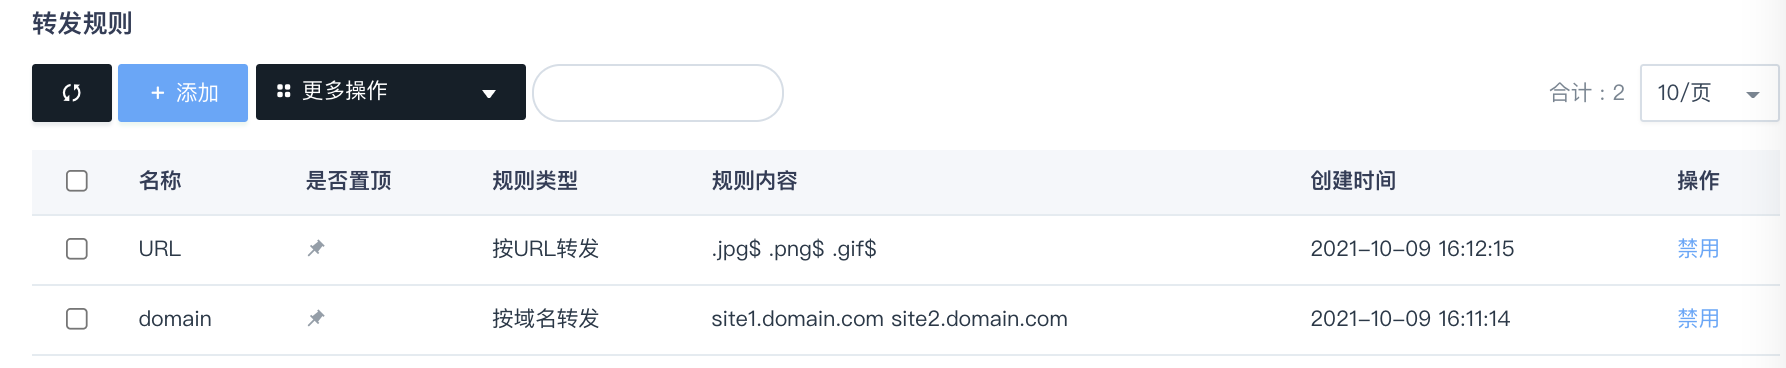 转发规则
+ 添加 更多操作 合计：2 10/页
名称 是否置顶 规则类型 规则内容 创建时间 操作
URL 按URL转发 .jpg$ .png$ .gif$ 2021-10-09 16:12:15 禁用
domain 按域名转发 site1.domain.com site2.domain.com 2021-10-09 16:11:14 禁用